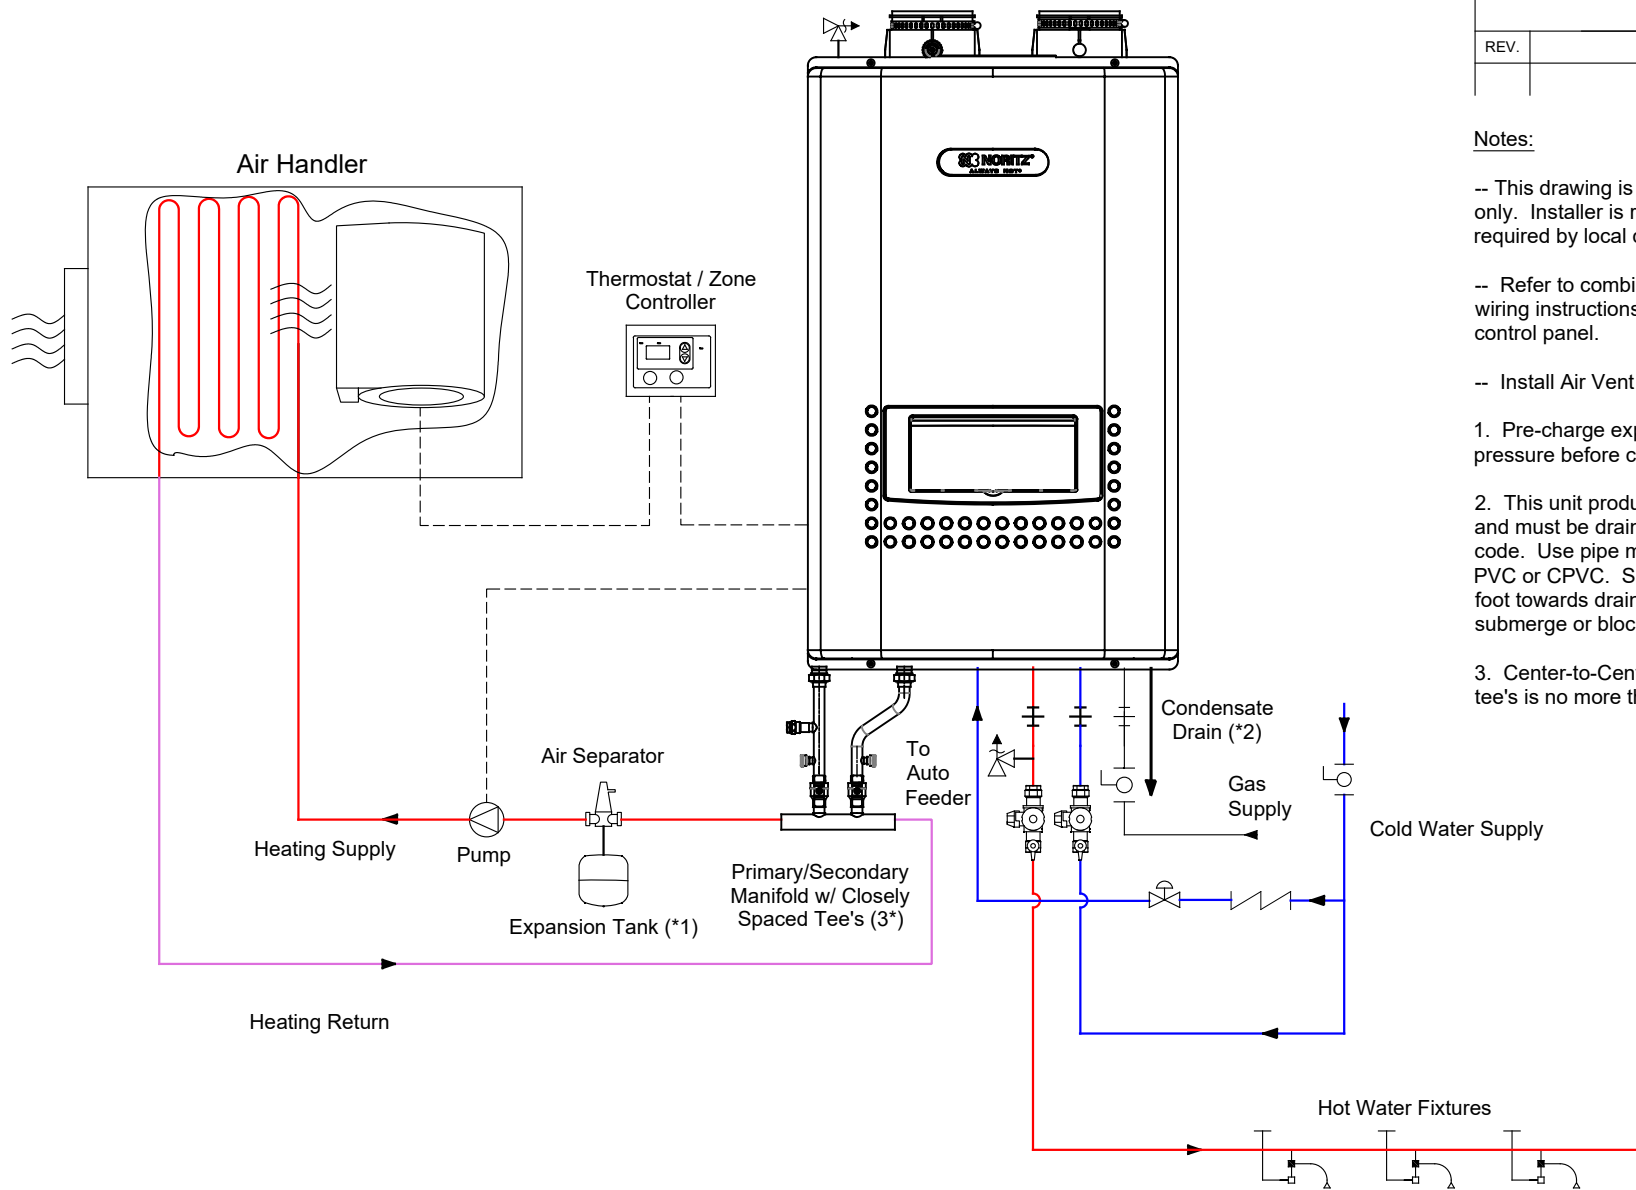 REV.
Notes:
-- This drawing is
only. Installer is
required by local
-- Refer to combi
wiring instructions
control panel.
-- Install Air Vent
1. Pre-charge exp
pressure before c
2. This unit produ
and must be drain
code. Use pipe m
PVC or CPVC. S
foot towards drain
submerge or bloc
3. Center-to-Cen
tee's is no more th
NORITZ
ALWAYS HOT
Air Handler
Thermostat / Zone
Controller
Condensate
Drain (*2)
To
Auto
Feeder
Air Separator
Gas
Supply
Cold Water Supply
Heating Supply
Pump
Primary/Secondary
Manifold w/ Closely
Spaced Tee's (3*)
Expansion Tank (*1)
Heating Return
Hot Water Fixtures